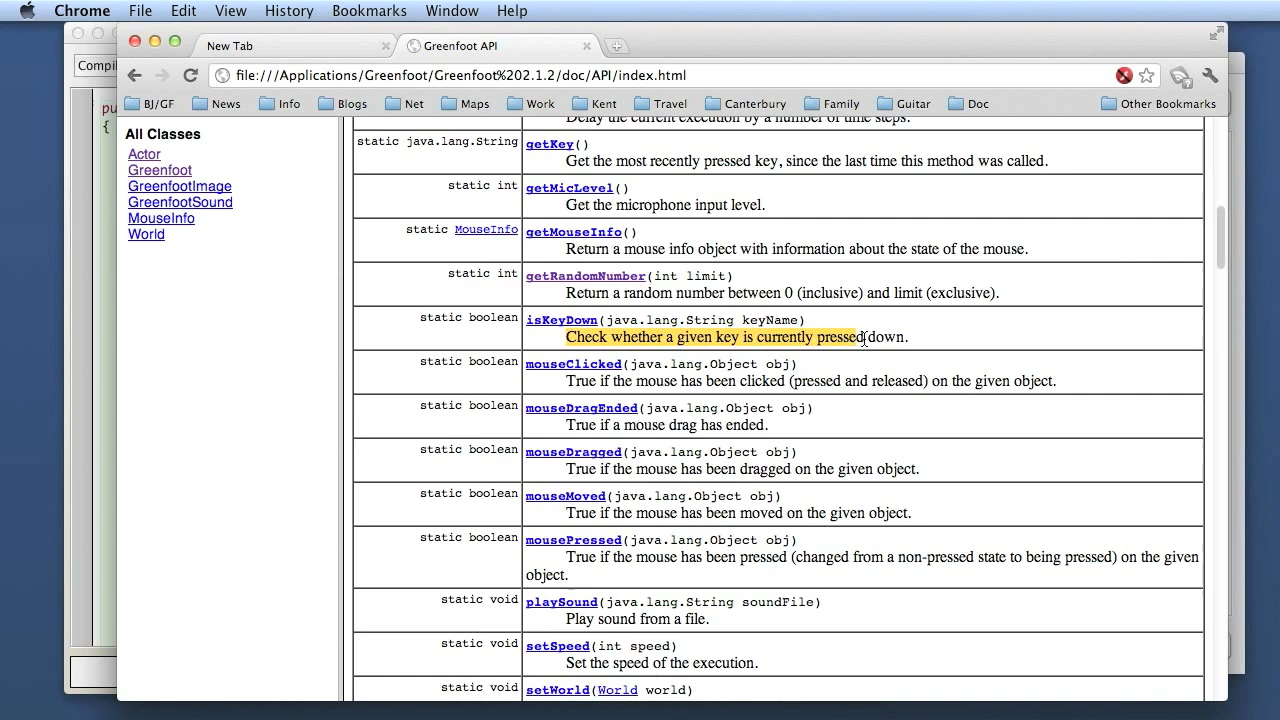 Chrome File Edit View History Bookmarks Window Help
New Tab
Greenfoot API
Compil
file:///Applications/Greenfoot/Greenfoot%202.1.2/doc/API/index.html
BJ/GF News Info Blogs Net Maps Work Kent Travel Canterbury Family Guitar Doc Other Bookmarks
pu
{
All Classes
Actor
Greenfoot
GreenfootImage
GreenfootSound
MouseInfo
World
Delay the current execution by a number of time steps.
static java.lang.String getKey()
Get the most recently pressed key, since the last time this method was called.
static int getMicLevel()
Get the microphone input level.
static MouseInfo getMouseInfo()
Return a mouse info object with information about the state of the mouse.
static int getRandomNumber(int limit)
Return a random number between 0 (inclusive) and limit (exclusive).
static boolean isKeyDown(java.lang.String keyName)
Check whether a given key is currently pressed down.
static boolean mouseClicked(java.lang.Object obj)
True if the mouse has been clicked (pressed and released) on the given object.
static boolean mouseDragEnded(java.lang.Object obj)
True if a mouse drag has ended.
static boolean mouseDragged(java.lang.Object obj)
True if the mouse has been dragged on the given object.
static boolean mouseMoved(java.lang.Object obj)
True if the mouse has been moved on the given object.
static boolean mousePressed(java.lang.Object obj)
True if the mouse has been pressed (changed from a non-pressed state to being pressed) on the given
object.
static void playSound(java.lang.String soundFile)
Play sound from a file.
static void setSpeed(int speed)
Set the speed of the execution.
static void setWorld(World world)